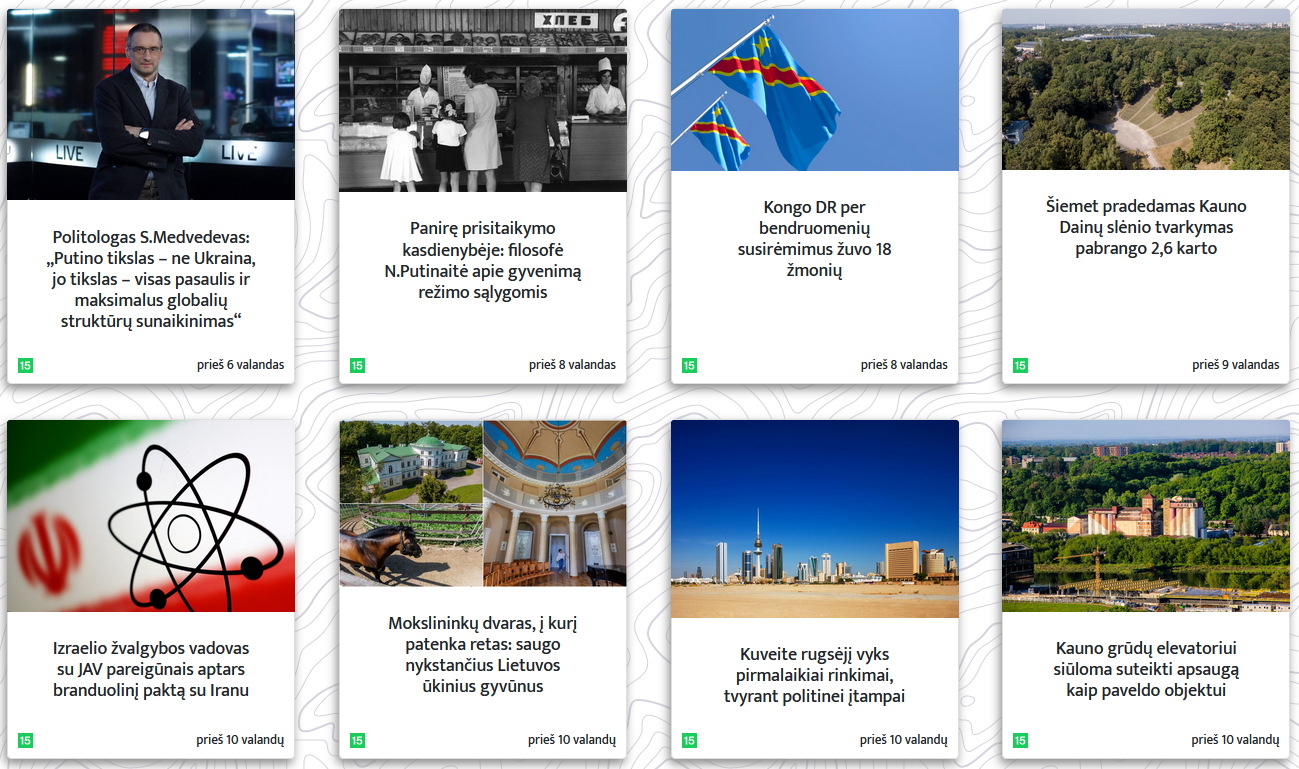 LIVE
LIVE
Politologas S.Medvedevas:
„Putino tikslas – ne Ukraina,
jo tikslas – visas pasaulis ir
maksimalus globalių
struktūrų sunaikinimas“
15
prieš 6 valandas
ХЛЕБ
Panirę prisitaikymo
kasdienybėje: filosofė
N.Putinaitė apie gyvenimą
režimo sąlygomis
15
prieš 8 valandas
Kongo DR per
bendruomenių
susirėmimus žuvo 18
žmonių
15
prieš 8 valandas
Šiemet pradedamas Kauno
Dainų slėnio tvarkymas
pabrango 2,6 karto
15
prieš 9 valandas
Izraelio žvalgybos vadovas
su JAV pareigūnais aptars
branduolinį paktą su Iranu
15
prieš 10 valandų
Mokslininkų dvaras, į kurį
patenka retas: saugo
nykstančius Lietuvos
ūkinius gyvūnus
15
prieš 10 valandų
Kuveite rugsėjį vyks
pirmalaikiai rinkimai,
tvyrant politinei įtampai
15
prieš 10 valandų
Kauno grūdų elevatoriui
siūloma suteikti apsaugą
kaip paveldo objektui
15
prieš 10 valandų